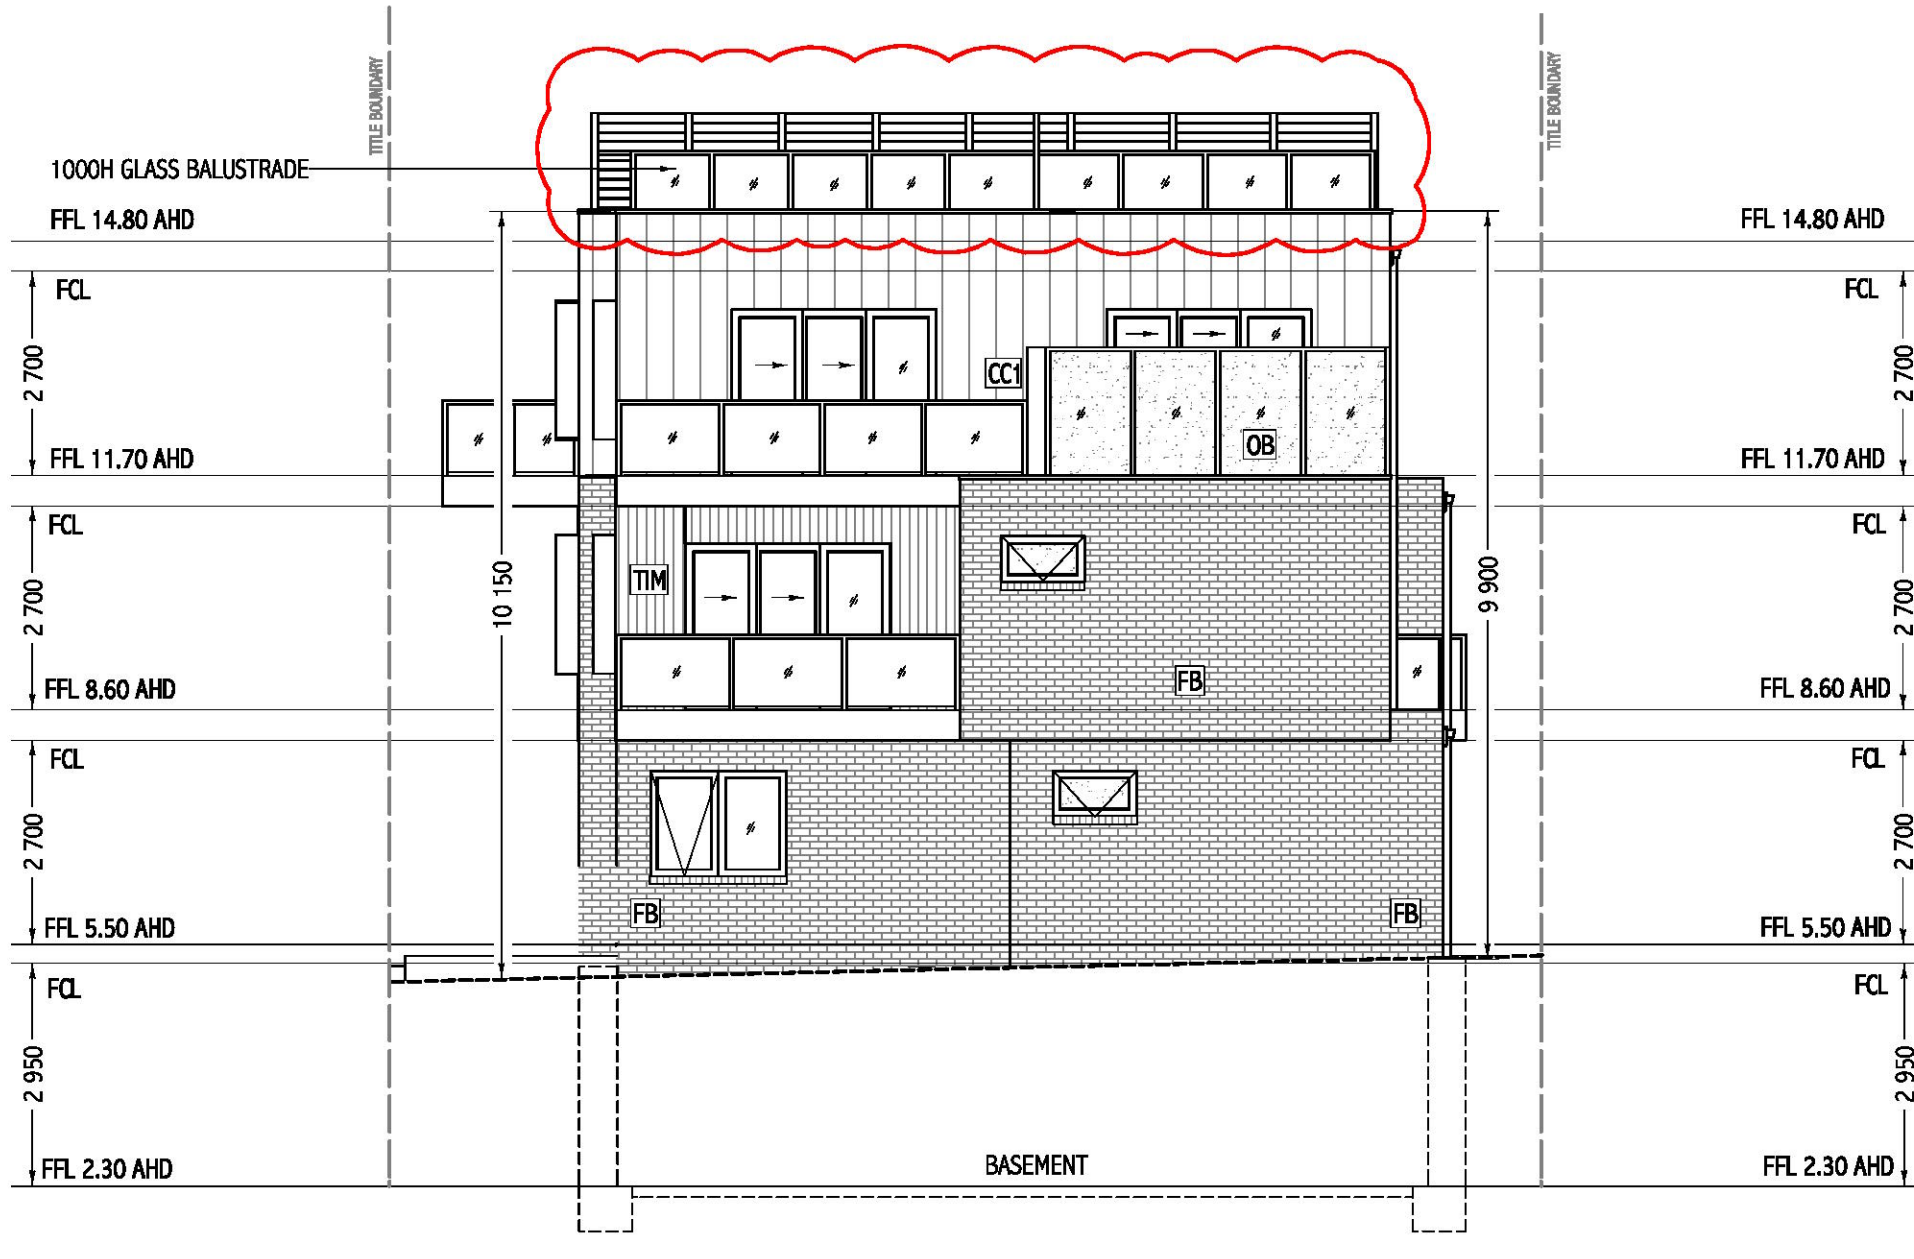 TITLE BOUNDARY
TITLE BOUNDARY
1000H GLASS BALUSTRADE
FFL 14.80 AHD
FFL 14.80 AHD
FCL
FCL
2 700
2 700
CC1
OB
FFL 11.70 AHD
FFL 11.70 AHD
FCL
FCL
TIM
10 150
9 900
2 700
2 700
FB
FFL 8.60 AHD
FFL 8.60 AHD
FCL
FCL
2 700
2 700
FB
FB
FFL 5.50 AHD
FFL 5.50 AHD
FCL
FCL
2 950
2 950
FFL 2.30 AHD
BASEMENT
FFL 2.30 AHD